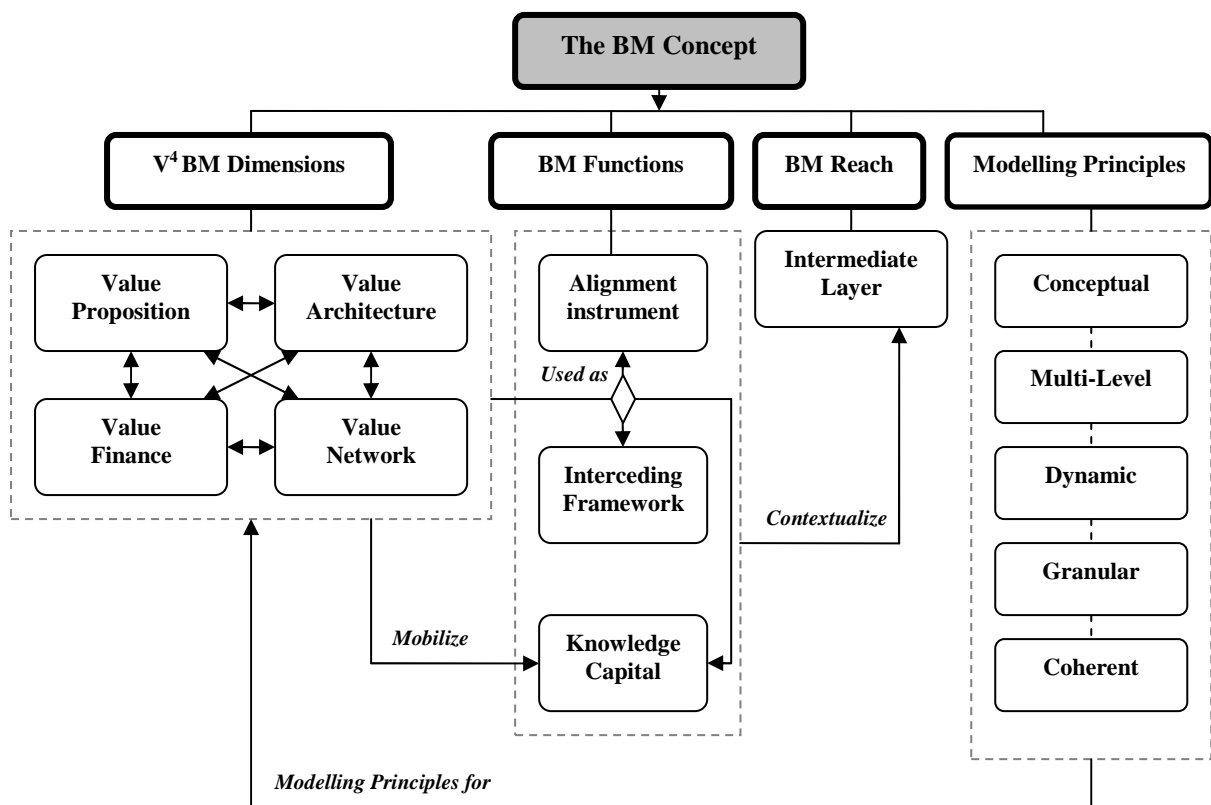 The BM Concept
V⁴ BM Dimensions
BM Functions
BM Reach
Modelling Principles
Value
Proposition
Value
Architecture
Value
Finance
Value
Network
Alignment
instrument
Used as
Interceding
Framework
Knowledge
Capital
Mobilize
Intermediate
Layer
Contextualize
Conceptual
Multi-Level
Dynamic
Granular
Coherent
Modelling Principles for